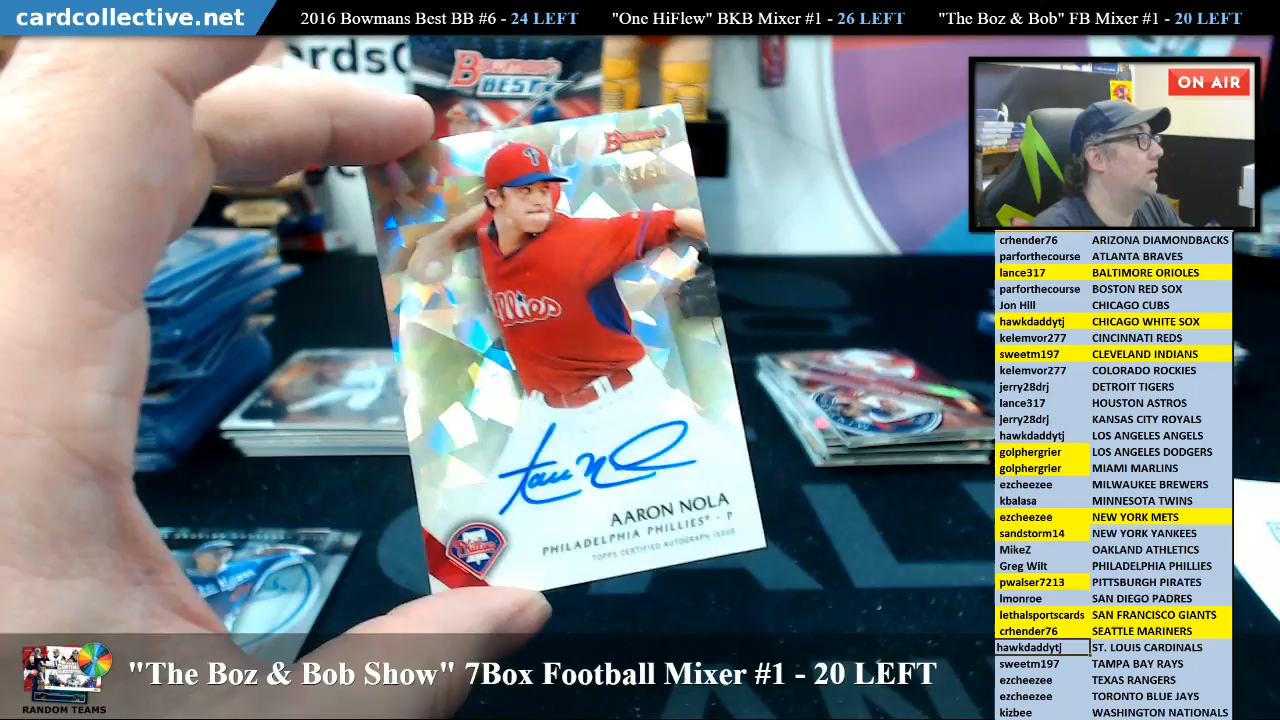 cardcollective.net
2016 Bowmans Best BB #6 - 24 LEFT
"One HiFlew" BKB Mixer #1 - 26 LEFT
"The Boz & Bob" FB Mixer #1 - 20 LEFT
ON AIR
Bowman's
BEST
Bowman's
Phillies
AARON NOLA
PHILADELPHIA PHILLIES® - P
TOPPS CERTIFIED AUTOGRAPH ISSUE
Phillies
crhender76 ARIZONA DIAMONDBACKS
parforthecourse ATLANTA BRAVES
lance317 BALTIMORE ORIOLES
parforthecourse BOSTON RED SOX
Jon Hill CHICAGO CUBS
hawkdaddytj CHICAGO WHITE SOX
kelemvor277 CINCINNATI REDS
sweetm197 CLEVELAND INDIANS
kelemvor277 COLORADO ROCKIES
jerry28drj DETROIT TIGERS
lance317 HOUSTON ASTROS
jerry28drj KANSAS CITY ROYALS
hawkdaddytj LOS ANGELES ANGELS
golphergrier LOS ANGELES DODGERS
golphergrier MIAMI MARLINS
ezcheezee MILWAUKEE BREWERS
kbalasa MINNESOTA TWINS
ezcheezee NEW YORK METS
sandstorm14 NEW YORK YANKEES
MikeZ OAKLAND ATHLETICS
Greg Wilt PHILADELPHIA PHILLIES
pwalser7213 PITTSBURGH PIRATES
lmonroe SAN DIEGO PADRES
lethalsportscards SAN FRANCISCO GIANTS
crhender76 SEATTLE MARINERS
hawkdaddytj ST. LOUIS CARDINALS
sweetm197 TAMPA BAY RAYS
ezcheezee TEXAS RANGERS
ezcheezee TORONTO BLUE JAYS
kizbee WASHINGTON NATIONALS
RANDOM TEAMS
"The Boz & Bob Show" 7Box Football Mixer #1 - 20 LEFT